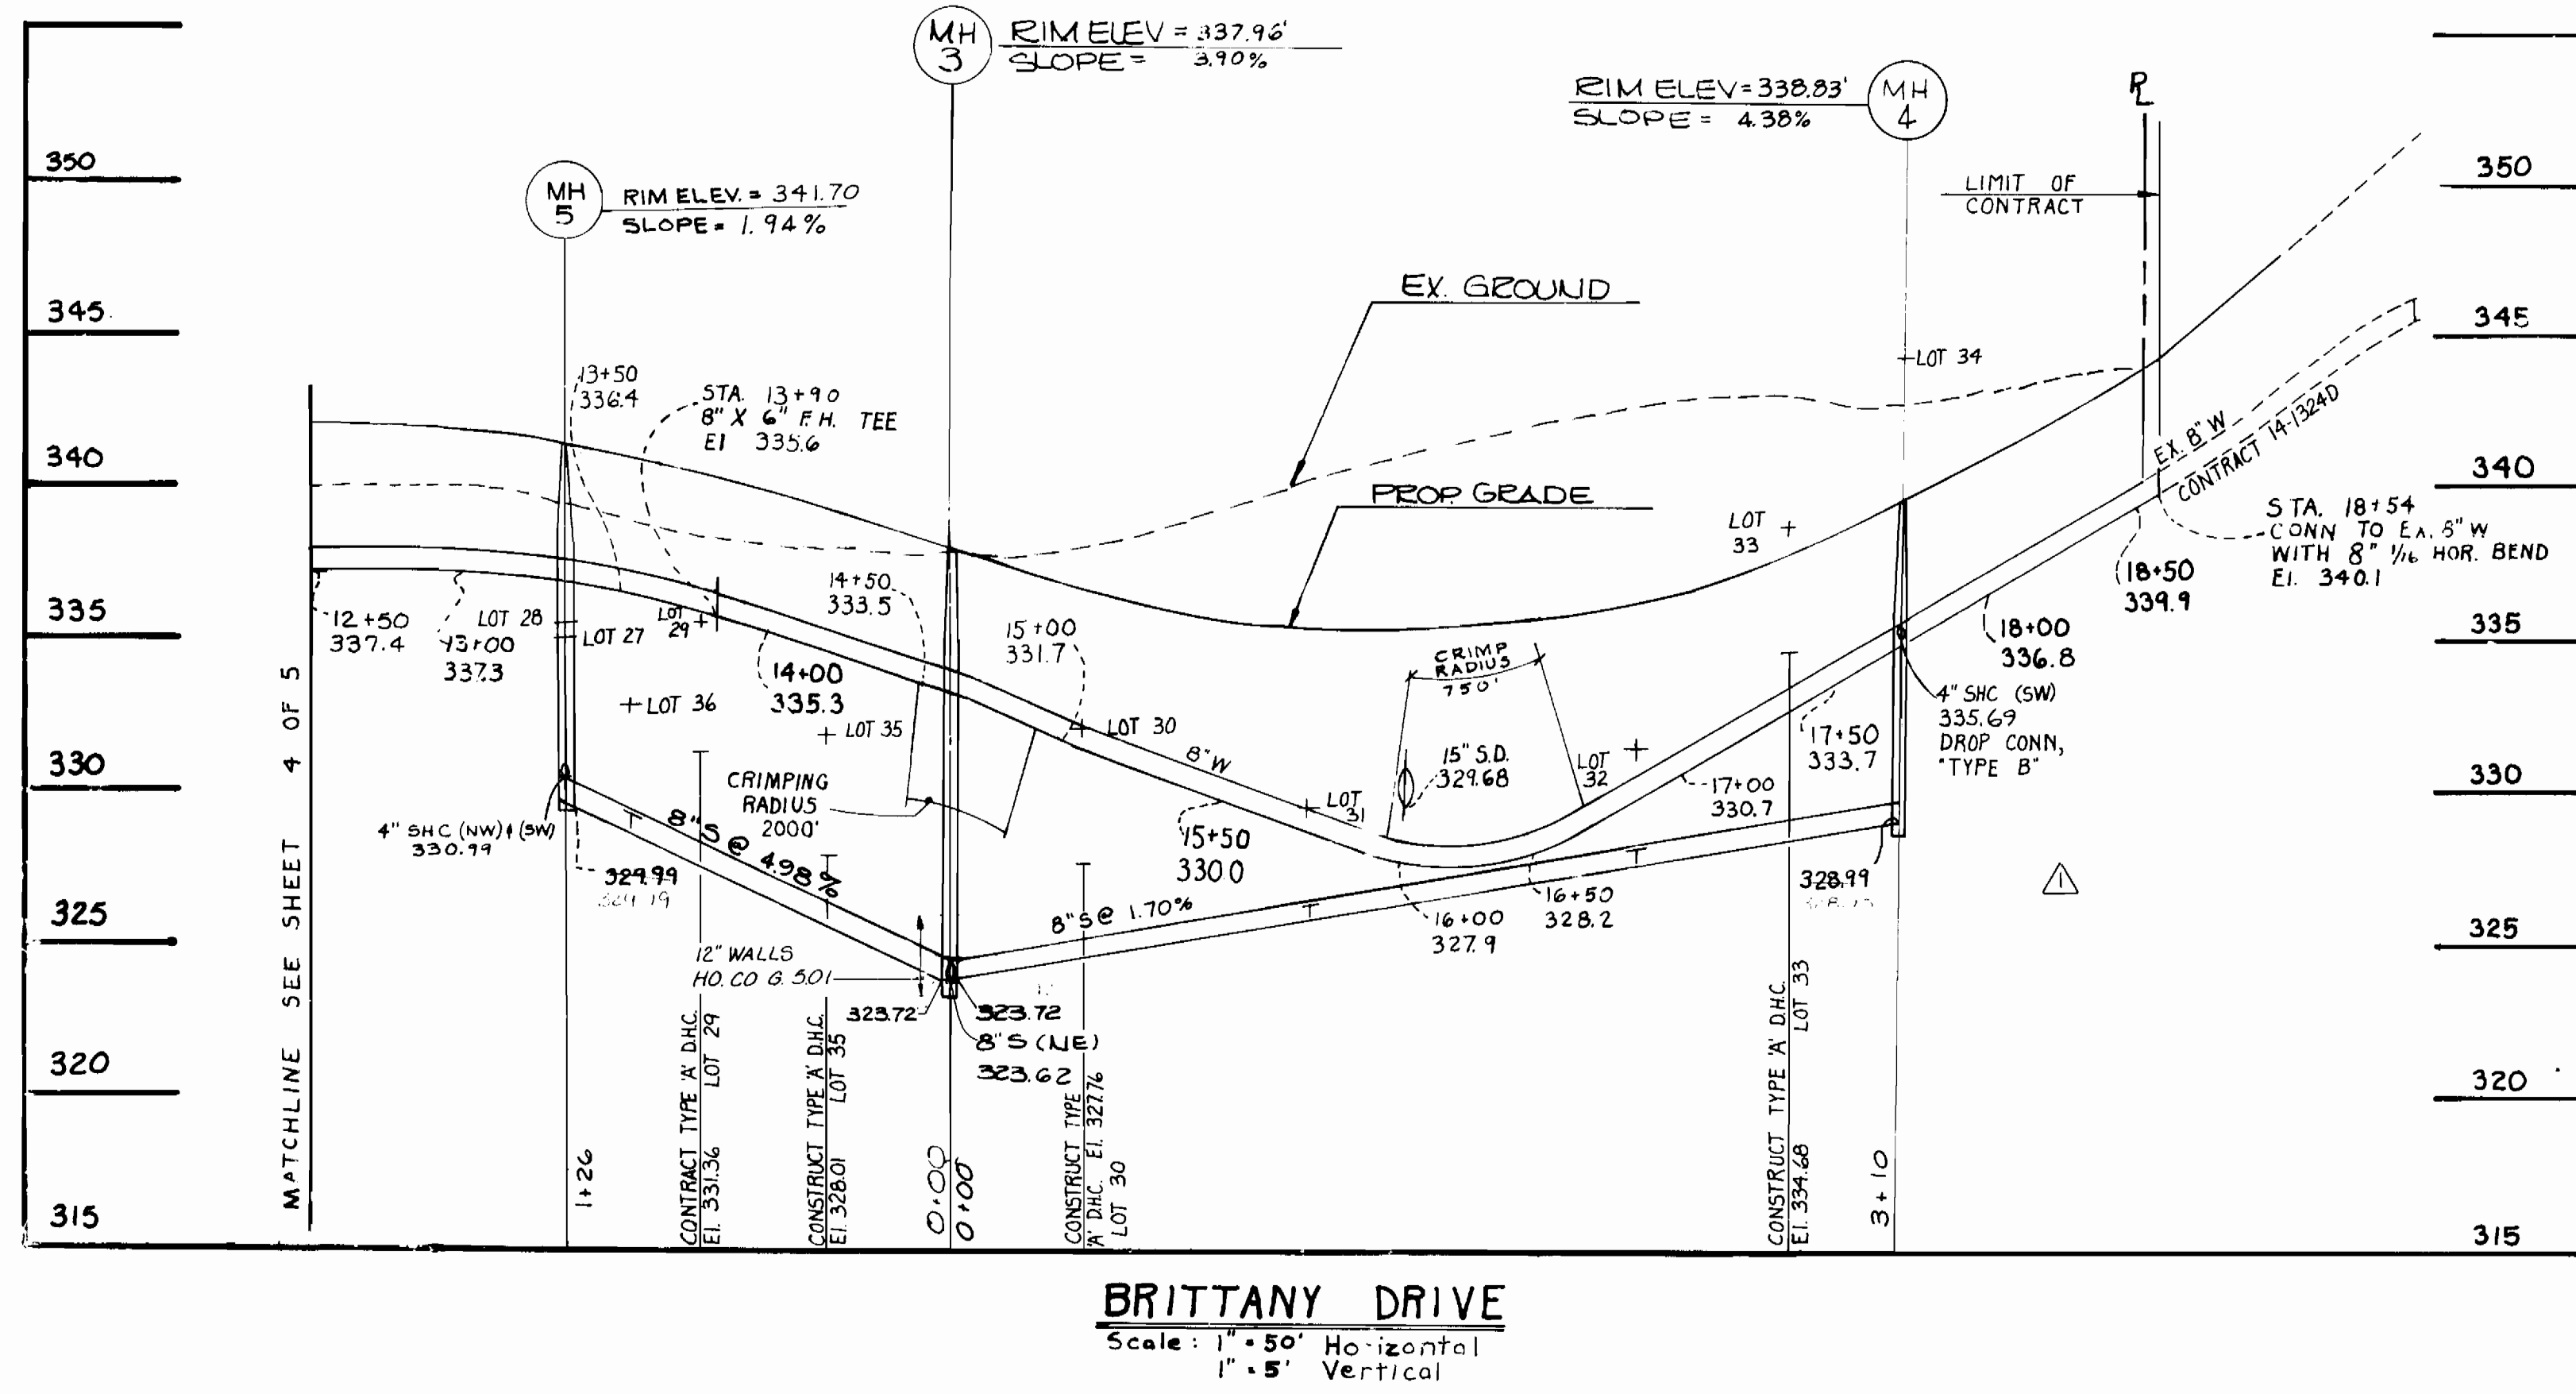 MH
3
RIM ELEV = 337.96'
SLOPE = 3.90%
MH
4
RIM ELEV = 338.83'
SLOPE = 4.38%
MH
5
RIM ELEV. = 341.70
SLOPE = 1.94%
PL
LIMIT OF
CONTRACT
350
345
340
335
330
325
320
315
350
345
340
335
330
325
320
315
EX. GROUND
PROP. GRADE
LOT 34
13+50
336.4
STA. 13+90
8" X 6" F.H. TEE
El 335.6
EX. 8" W
CONTRACT 14-1324D
STA. 18+54
CONN TO EX. 8" W
WITH 8" 1/16 HOR. BEND
El. 340.1
LOT
33
14+50
333.5
12+50
337.4
13+00
337.3
LOT 28
LOT 27
LOT
29
15+00
331.7
CRIMP
RADIUS
750'
18+50
339.9
18+00
336.8
14+00
335.3
LOT 36
LOT 35
LOT 30
8" W
4" SHC (SW)
335.69
DROP CONN,
"TYPE B"
17+50
333.7
15" S.D.
329.68
LOT
32
17+00
330.7
CRIMPING
RADIUS
2000'
LOT
31
4" SHC (NW) & (SW)
330.99
8" S @ 4.98%
15+50
330.0
329.99
328.99
1
8" S @ 1.70%
16+00
327.9
16+50
328.2
12" WALLS
HO. CO G. 5.01
323.72
323.72
8" S (NE)
323.62
MATCHLINE SEE SHEET 4 OF 5
1+26
CONTRACT TYPE 'A' D.H.C.
El. 331.36 LOT 29
CONSTRUCT TYPE 'A' D.H.C.
El. 328.01 LOT 35
0+00
0+00
CONSTRUCT TYPE
'A' D.H.C. El. 327.76
LOT 30
CONSTRUCT TYPE 'A' D.H.C.
El. 334.68 LOT 33
3+10
BRITTANY DRIVE
Scale: 1" = 50' Horizontal
1" = 5' Vertical